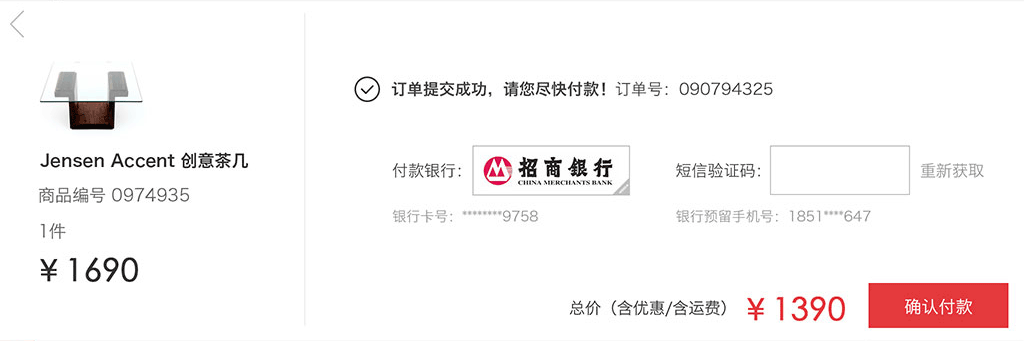 Jensen Accent 创意茶几
商品编号 0974935
1件
¥ 1690
订单提交成功，请您尽快付款！订单号：090794325
付款银行：
招商银行
CHINA MERCHANTS BANK
银行卡号：********9758
短信验证码：
重新获取
银行预留手机号：1851****647
总价（含优惠/含运费）
¥ 1390
确认付款